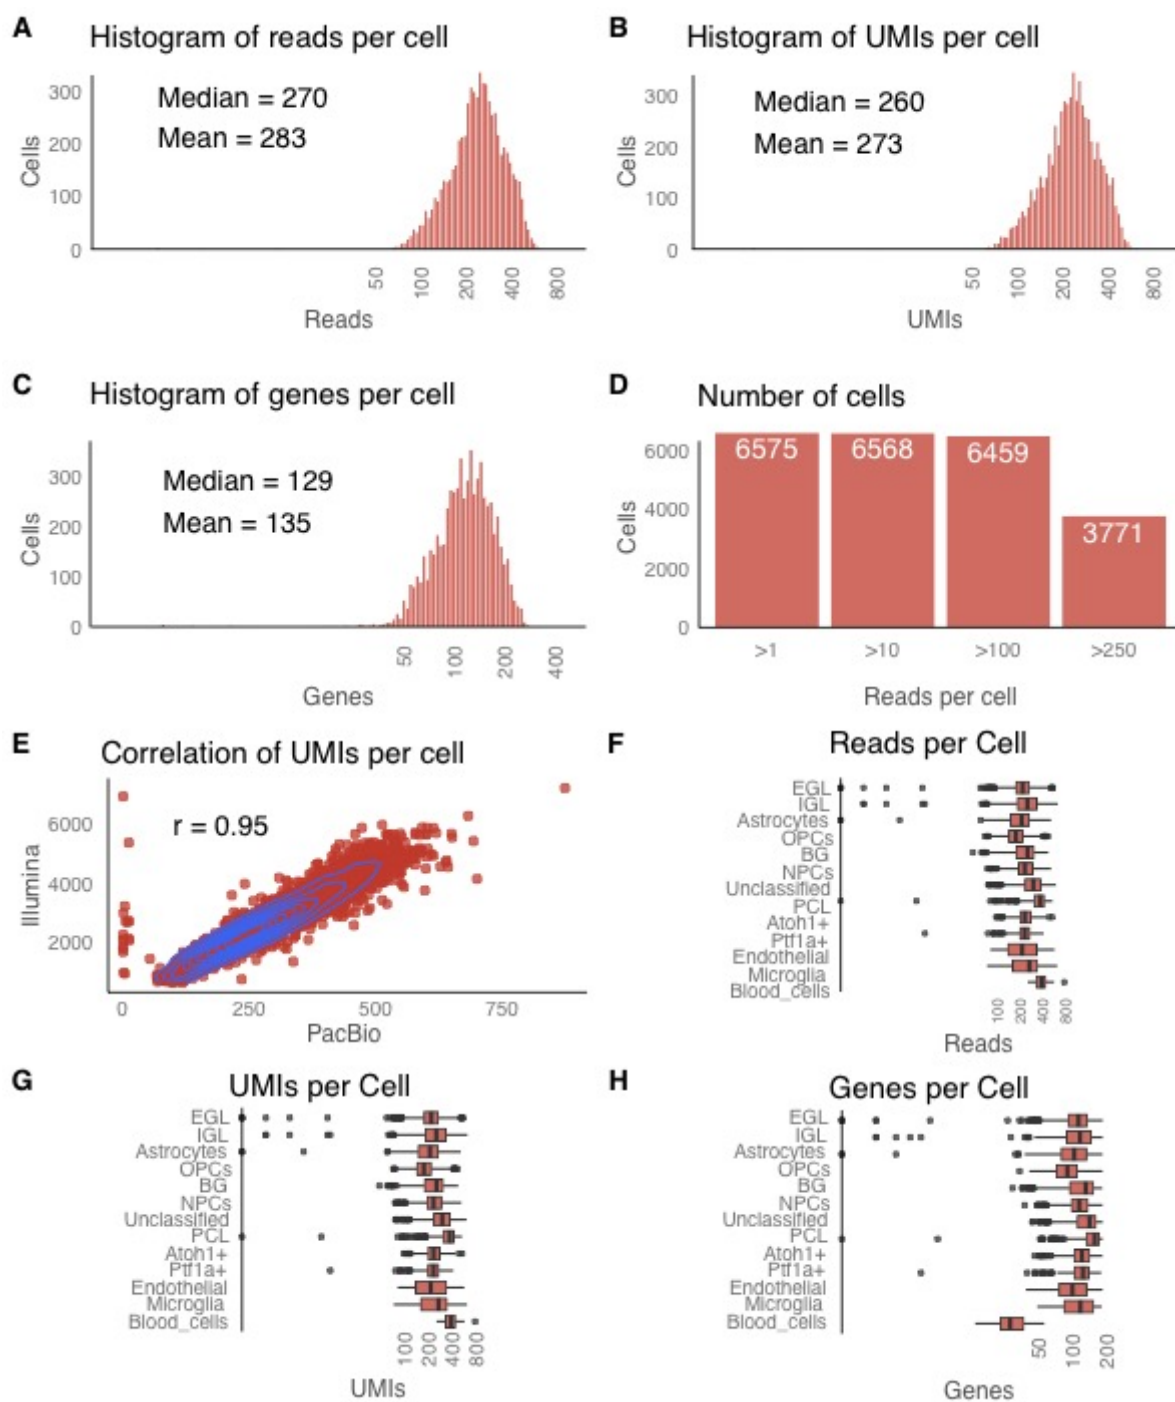 A
Histogram of reads per cell
Median = 270
Mean = 283
Cells
300
200
100
0
50
100
200
400
800
Reads
B
Histogram of UMIs per cell
Median = 260
Mean = 273
Cells
300
200
100
0
50
100
200
400
800
UMIs
C
Histogram of genes per cell
Median = 129
Mean = 135
Cells
300
200
100
0
50
100
200
400
Genes
D
Number of cells
Cells
6000
4000
2000
0
6575
6568
6459
3771
>1
>10
>100
>250
Reads per cell
E
Correlation of UMIs per cell
r = 0.95
Illumina
6000
4000
2000
0
250
500
750
PacBio
F
Reads per Cell
EGL
IGL
Astrocytes
OPCs
BG
NPCs
Unclassified
PCL
Atoh1+
Ptf1a+
Endothelial
Microglia
Blood_cells
100
200
400
800
Reads
G
UMIs per Cell
EGL
IGL
Astrocytes
OPCs
BG
NPCs
Unclassified
PCL
Atoh1+
Ptf1a+
Endothelial
Microglia
Blood_cells
100
200
400
800
UMIs
H
Genes per Cell
EGL
IGL
Astrocytes
OPCs
BG
NPCs
Unclassified
PCL
Atoh1+
Ptf1a+
Endothelial
Microglia
Blood_cells
50
100
200
Genes